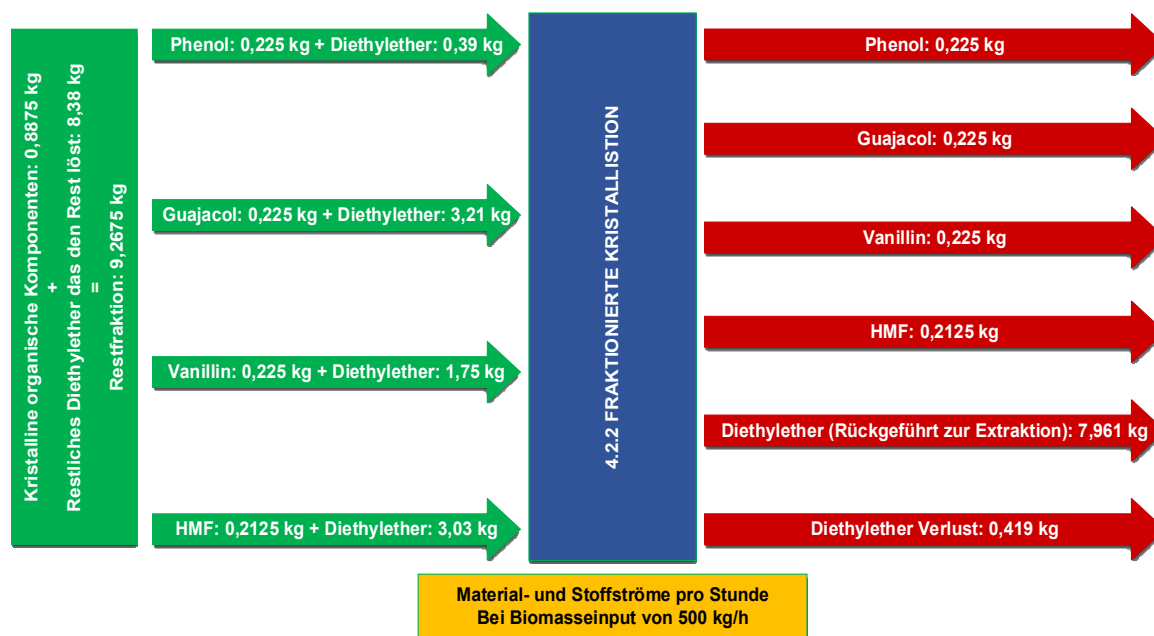 Kristalline organische Komponenten: 0,8875 kg
+
Restliches Diethylether das den Rest löst: 8,38 kg
=
Restfraktion: 9,2675 kg
Phenol: 0,225 kg + Diethylether: 0,39 kg
Guajacol: 0,225 kg + Diethylether: 3,21 kg
Vanillin: 0,225 kg + Diethylether: 1,75 kg
HMF: 0,2125 kg + Diethylether: 3,03 kg
4.2.2 FRAKTIONIERTE KRISTALLISTION
Phenol: 0,225 kg
Guajacol: 0,225 kg
Vanillin: 0,225 kg
HMF: 0,2125 kg
Diethylether (Rückgeführt zur Extraktion): 7,961 kg
Diethylether Verlust: 0,419 kg
Material- und Stoffströme pro Stunde
Bei Biomasseinput von 500 kg/h